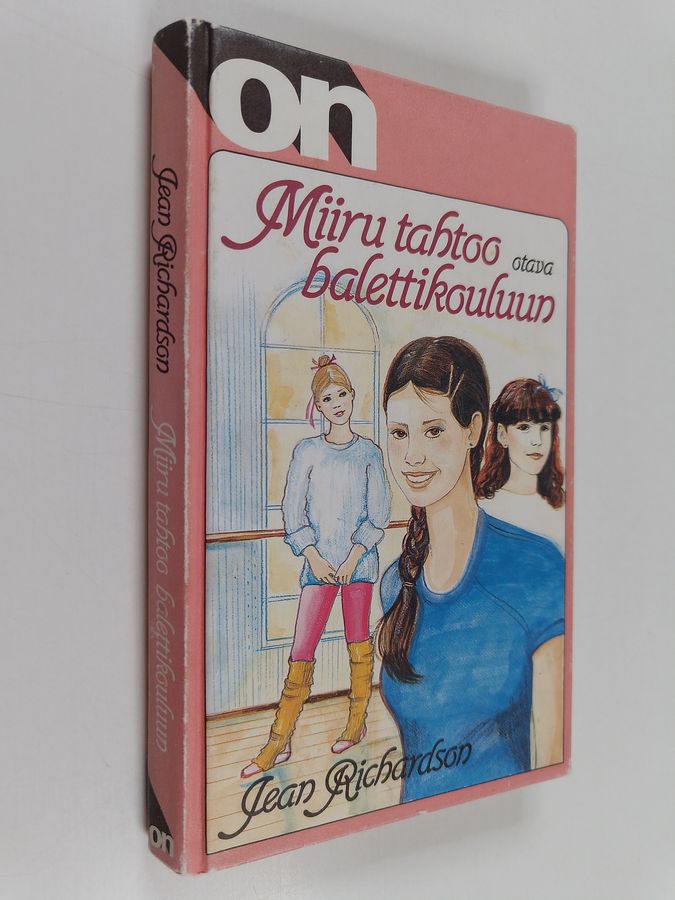 on
Miiru tahtoo
balettikouluun
otava
Jean Richardson
Jean Richardson
Miiru tahtoo balettikouluun
on